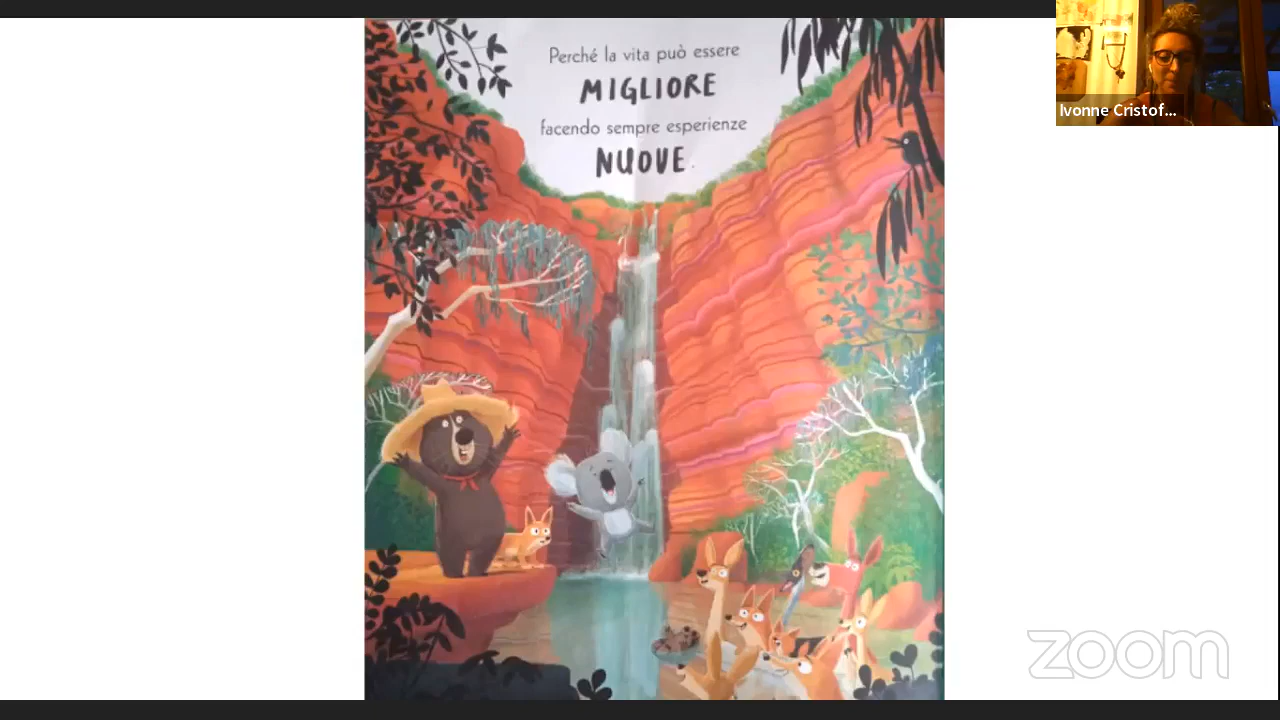 Perché la vita può essere
MIGLIORE
facendo sempre esperienze
NUOVE.
Ivonne Cristof...
zoom